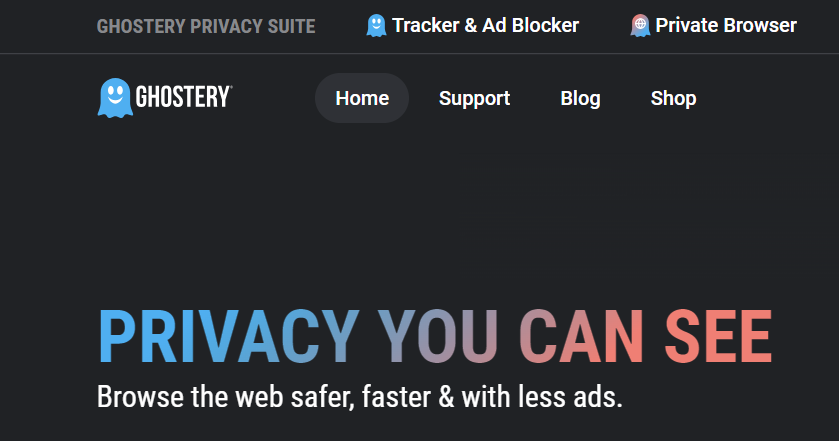 GHOSTERY PRIVACY SUITE Tracker & Ad Blocker Private Browser
GHOSTERY Home Support Blog Shop
PRIVACY YOU CAN SEE
Browse the web safer, faster & with less ads.